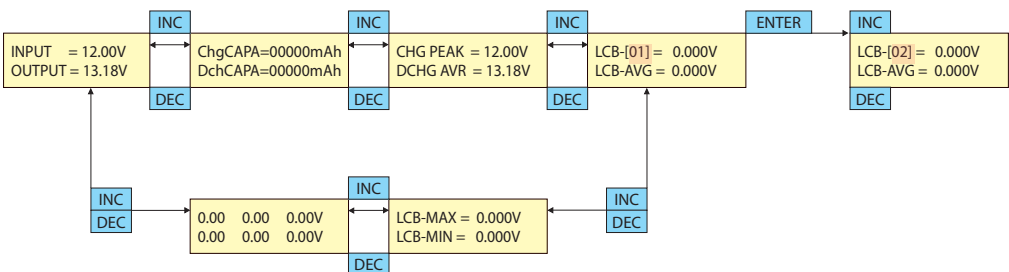 INC
INC
INC
ENTER
INC
INPUT = 12.00V
OUTPUT = 13.18V
ChgCAPA=00000mAh
DchCAPA=00000mAh
CHG PEAK = 12.00V
DCHG AVR = 13.18V
LCB-[01] = 0.000V
LCB-AVG = 0.000V
LCB-[02] = 0.000V
LCB-AVG = 0.000V
DEC
DEC
DEC
DEC
INC
INC
DEC
INC
DEC
0.00 0.00 0.00V
0.00 0.00 0.00V
LCB-MAX = 0.000V
LCB-MIN = 0.000V
DEC